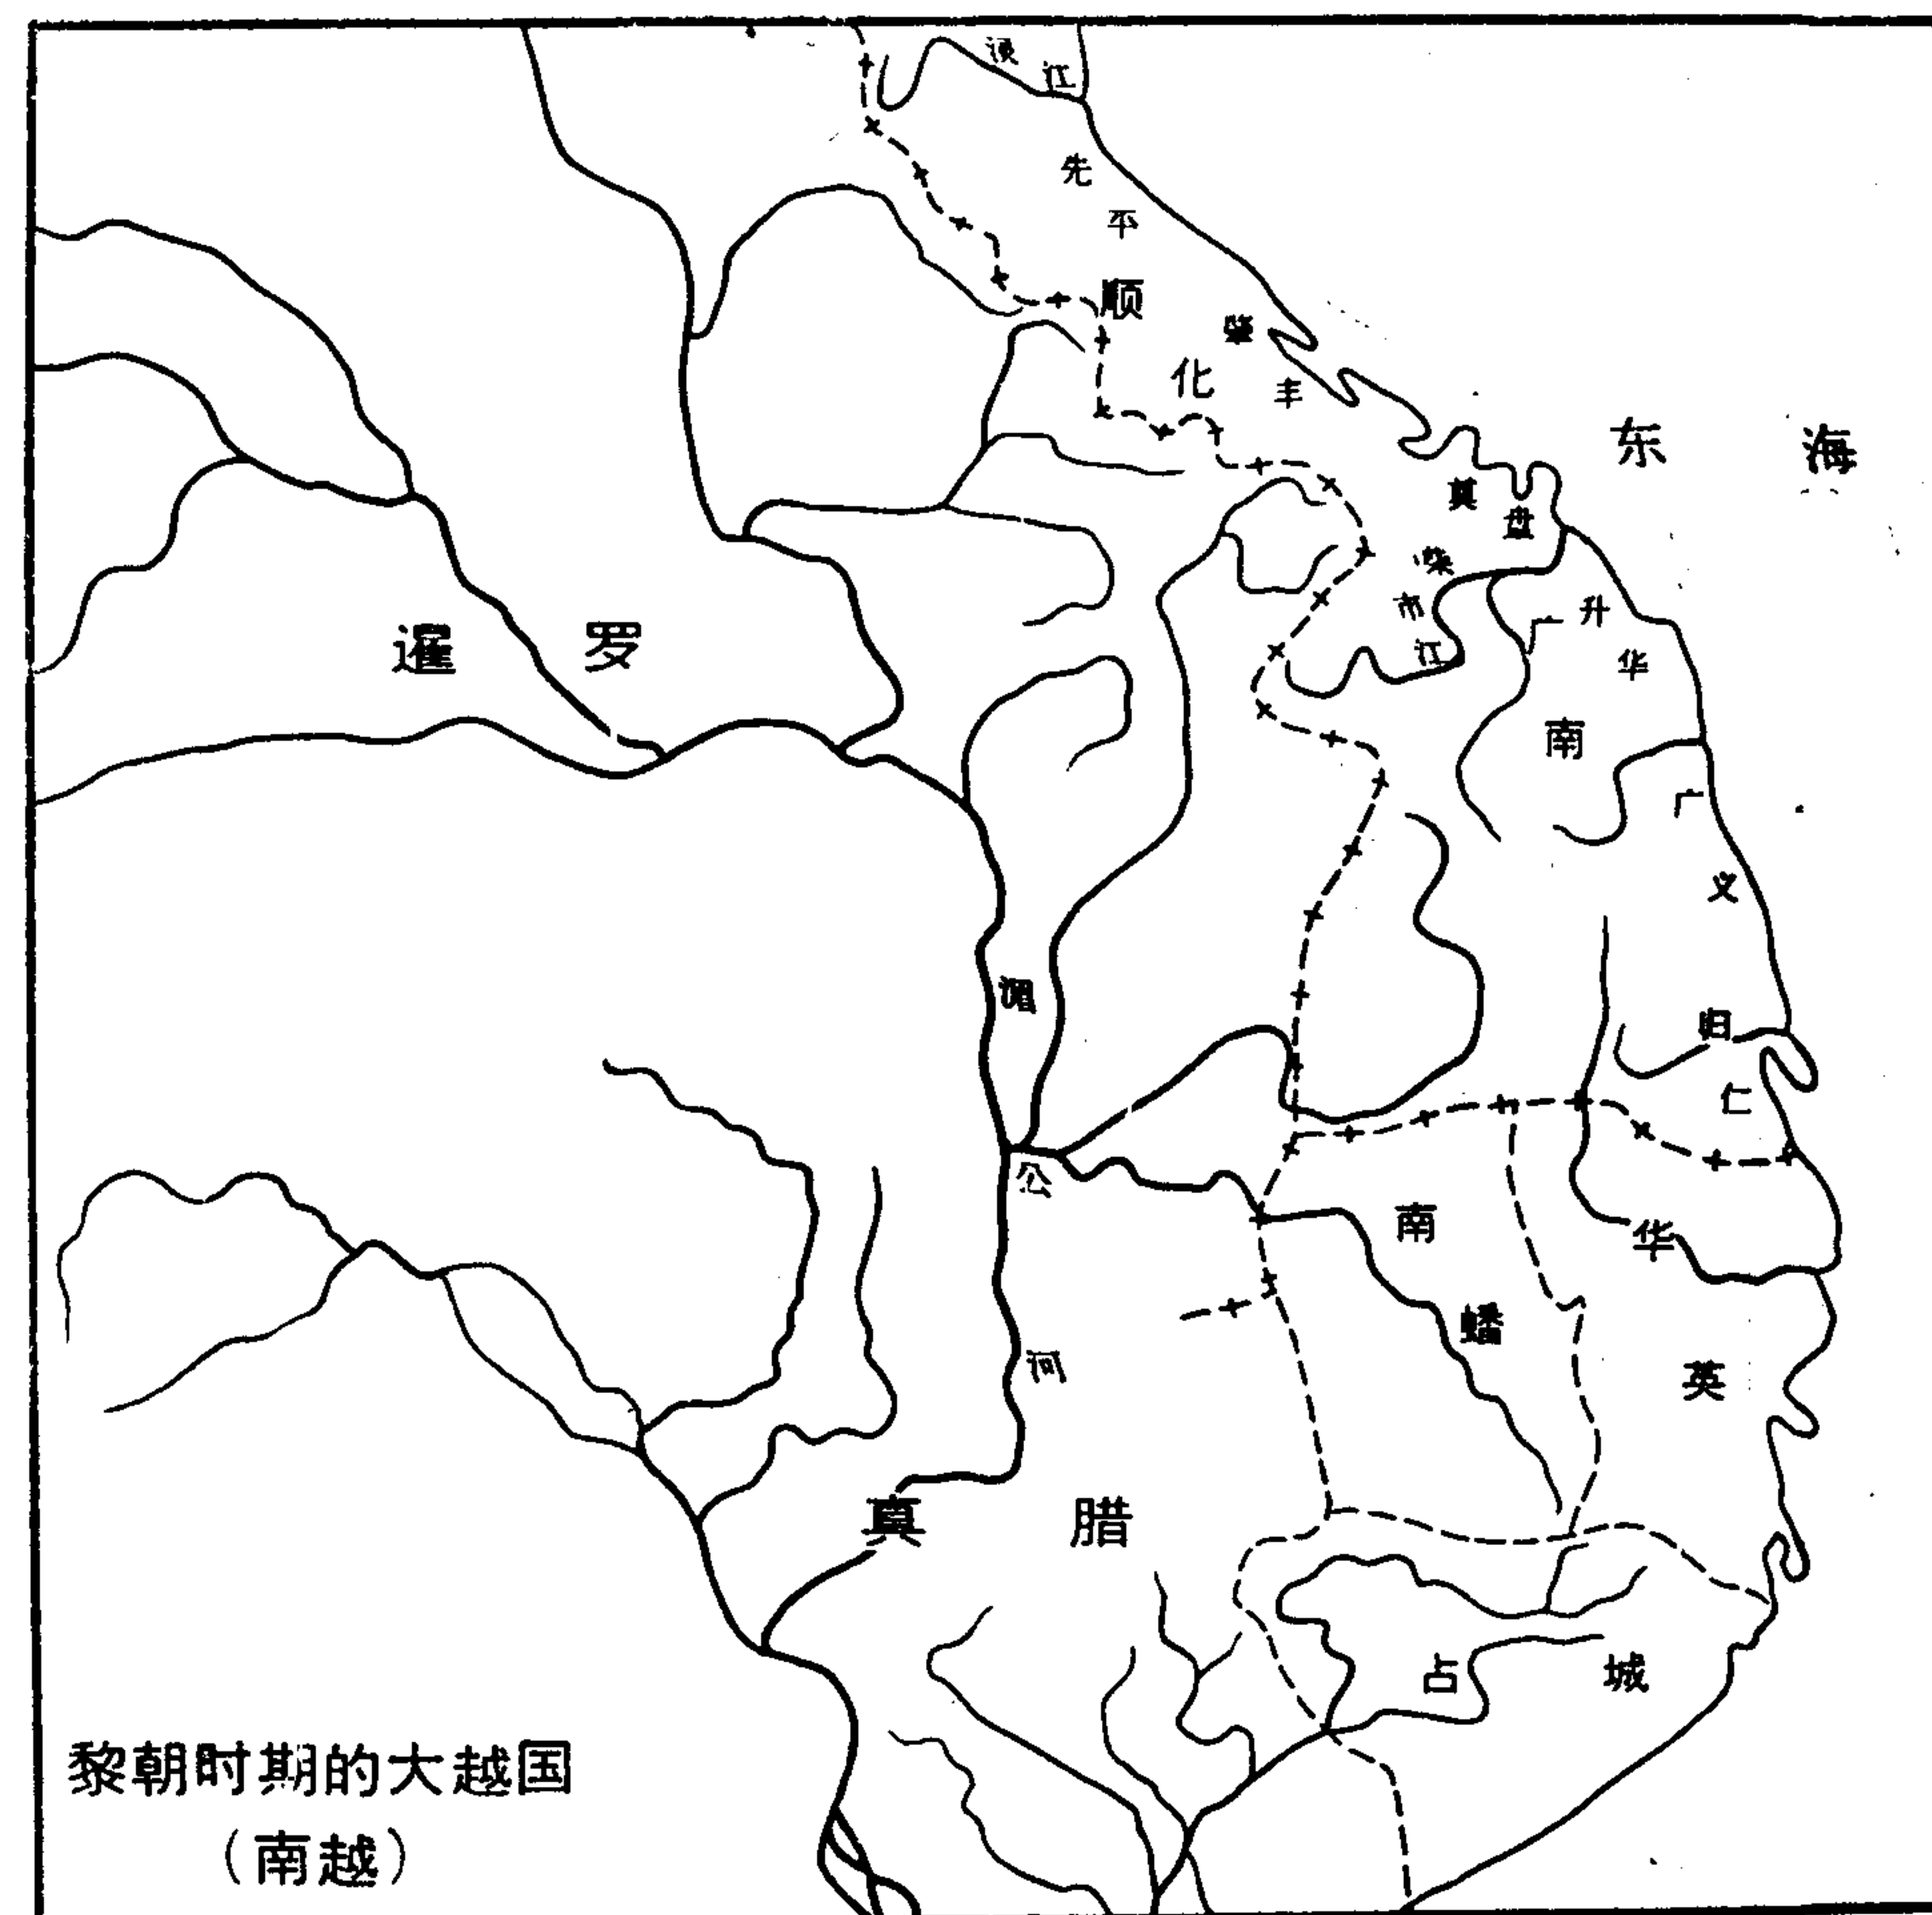 江
先平
顺化
肇丰
东海
奠盘
柴市江
升华
广南
暹罗
广义
湄公河
归仁
南蟠
华英
真腊
占城
黎朝时期的大越国
（南越）